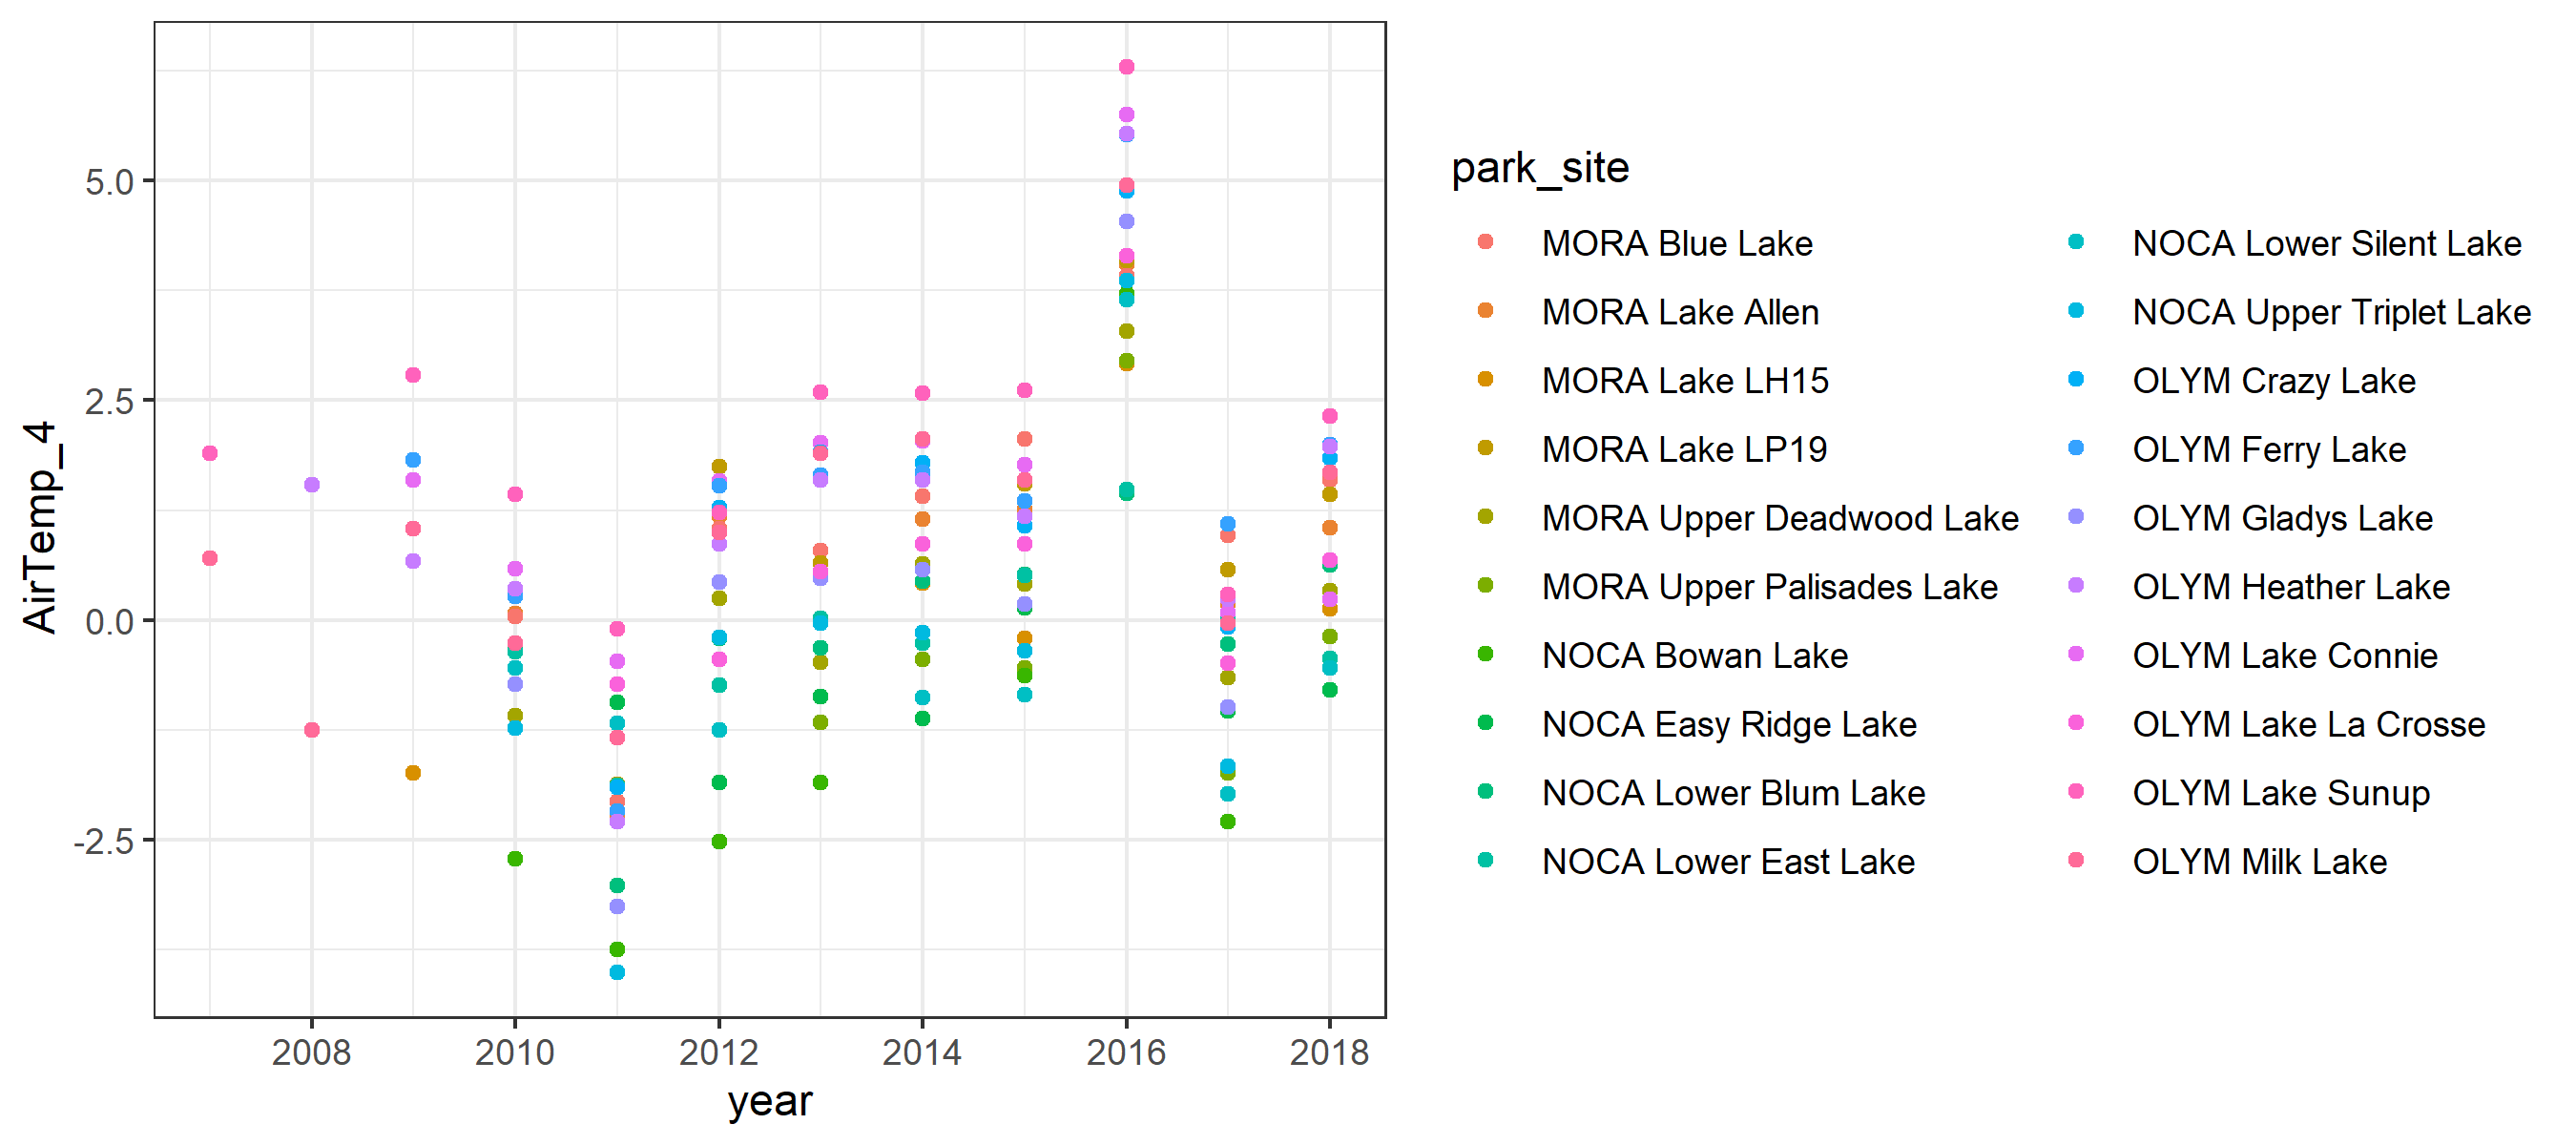 AirTemp_4
5.0
2.5
0.0
-2.5
2008
2010
2012
2014
2016
2018
year
park_site
MORA Blue Lake
MORA Lake Allen
MORA Lake LH15
MORA Lake LP19
MORA Upper Deadwood Lake
MORA Upper Palisades Lake
NOCA Bowan Lake
NOCA Easy Ridge Lake
NOCA Lower Blum Lake
NOCA Lower East Lake
NOCA Lower Silent Lake
NOCA Upper Triplet Lake
OLYM Crazy Lake
OLYM Ferry Lake
OLYM Gladys Lake
OLYM Heather Lake
OLYM Lake Connie
OLYM Lake La Crosse
OLYM Lake Sunup
OLYM Milk Lake